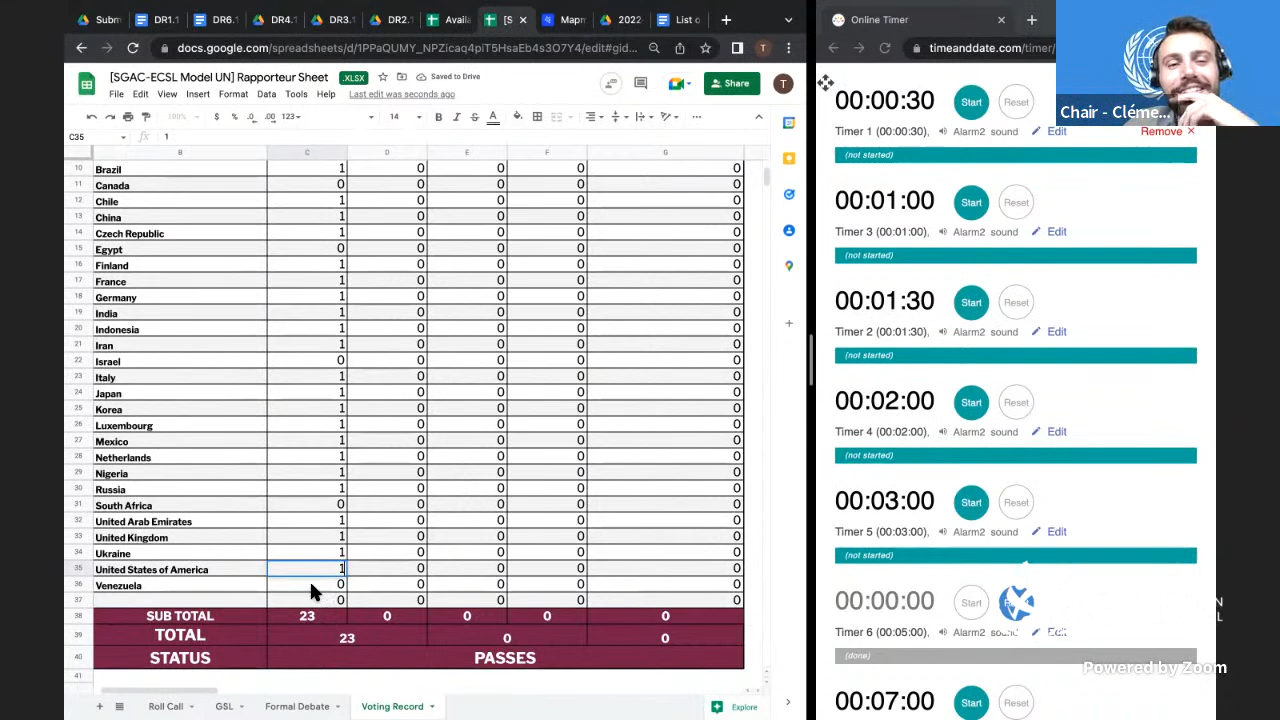 Subm
DR1.1
DR6.1
DR4.1
DR3.1
DR2.1
Availa
[S
Mapn
2022
List o
Online Timer
docs.google.com/spreadsheets/d/1PPaQUMY_NPZicaq4piT5HsaEb4s3O7Y4/edit#gid...
T
timeanddate.com/timer/
[SGAC-ECSL Model UN] Rapporteur Sheet .XLSX Saved to Drive
Share
T
File Edit View Insert Format Data Tools Help Last edit was seconds ago
100% $ % .0 .00 123 14 B I S A
C35 fx 1
B C D E F G
10 Brazil 1 0 0 0 0
11 Canada 0 0 0 0 0
12 Chile 1 0 0 0 0
13 China 1 0 0 0 0
14 Czech Republic 1 0 0 0 0
15 Egypt 0 0 0 0 0
16 Finland 1 0 0 0 0
17 France 1 0 0 0 0
18 Germany 1 0 0 0 0
19 India 1 0 0 0 0
20 Indonesia 1 0 0 0 0
21 Iran 1 0 0 0 0
22 Israel 0 0 0 0 0
23 Italy 1 0 0 0 0
24 Japan 1 0 0 0 0
25 Korea 1 0 0 0 0
26 Luxembourg 1 0 0 0 0
27 Mexico 1 0 0 0 0
28 Netherlands 1 0 0 0 0
29 Nigeria 1 0 0 0 0
30 Russia 1 0 0 0 0
31 South Africa 0 0 0 0 0
32 United Arab Emirates 1 0 0 0 0
33 United Kingdom 1 0 0 0 0
34 Ukraine 1 0 0 0 0
35 United States of America 1 0 0 0 0
36 Venezuela 0 0 0 0 0
37 0 0 0 0 0
38 SUB TOTAL 23 0 0 0 0
39 TOTAL 23 0 0
40 STATUS PASSES
41
Roll Call GSL Formal Debate Voting Record Explore
00:00:30 Start Reset
Timer 1 (00:00:30), Alarm2 sound Edit Remove ×
(not started)
00:01:00 Start Reset
Timer 3 (00:01:00), Alarm2 sound Edit
(not started)
00:01:30 Start Reset
Timer 2 (00:01:30), Alarm2 sound Edit
(not started)
00:02:00 Start Reset
Timer 4 (00:02:00), Alarm2 sound Edit
(not started)
00:03:00 Start Reset
Timer 5 (00:03:00), Alarm2 sound Edit
(not started)
00:00:00 Start
Timer 6 (00:05:00), Alarm2 sound Edit
(done)
00:07:00 Start Reset
Chair - Cléme...
N
L
Powered by Zoom